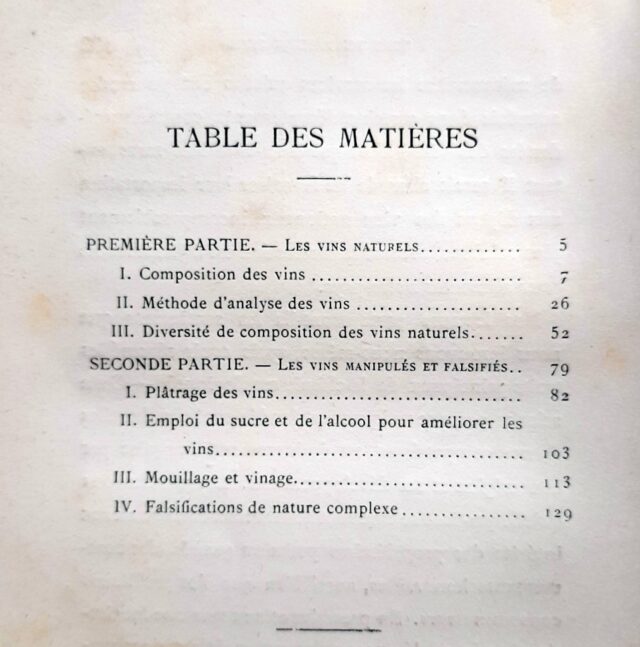 TABLE DES MATIÈRES
PREMIÈRE PARTIE. — Les vins naturels............. 5
I. Composition des vins ........................... 7
II. Méthode d'analyse des vins ..................... 26
III. Diversité de composition des vins naturels....... 52
SECONDE PARTIE. — Les vins manipulés et falsifiés.. 79
I. Plâtrage des vins................................ 82
II. Emploi du sucre et de l'alcool pour améliorer les
vins....................................... 103
III. Mouillage et vinage............................. 113
IV. Falsifications de nature complexe ................ 129